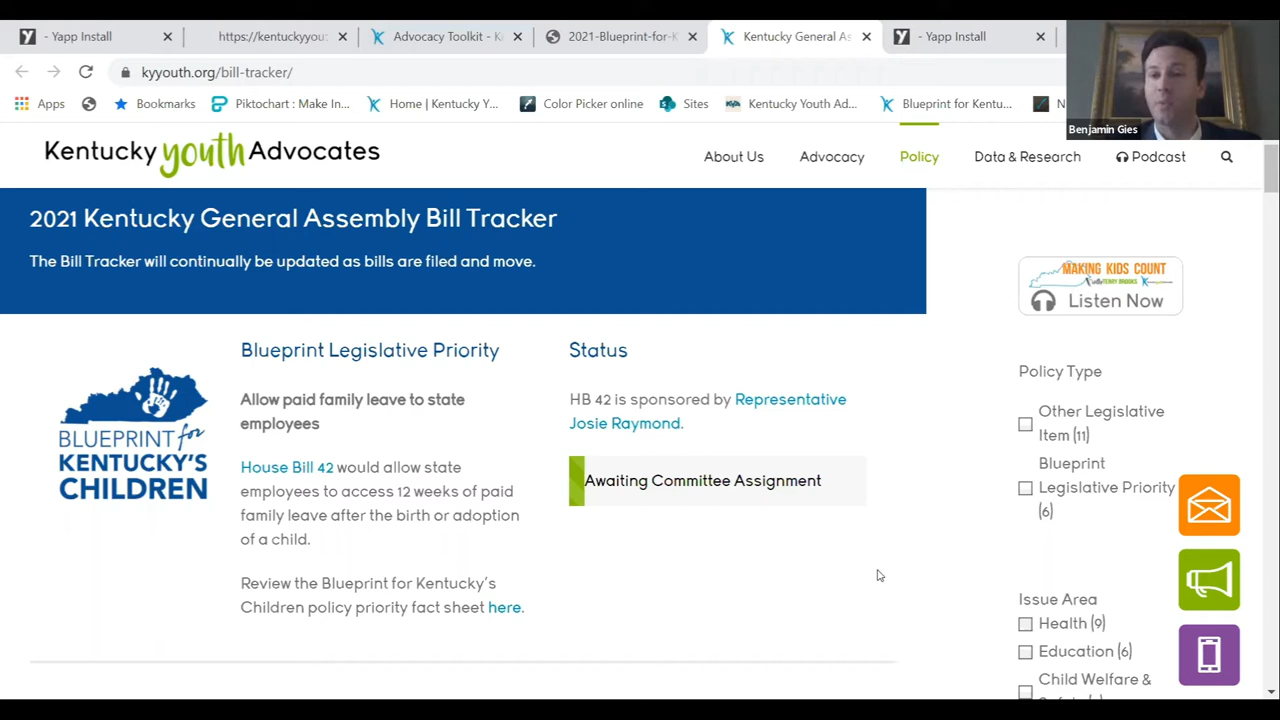 - Yapp Install
https://kentuckyyou
Advocacy Toolkit - K
2021-Blueprint-for-K
Kentucky General As
- Yapp Install
kyyouth.org/bill-tracker/
Apps
Bookmarks
Piktochart : Make In...
Home | Kentucky Y...
Color Picker online
Sites
Kentucky Youth Ad...
Blueprint for Kentu...
Benjamin Gies
Kentucky youth Advocates
About Us
Advocacy
Policy
Data & Research
Podcast
2021 Kentucky General Assembly Bill Tracker
The Bill Tracker will continually be updated as bills are filed and move.
MAKING KIDS COUNT
Listen Now
BLUEPRINT for
KENTUCKY'S
CHILDREN
Blueprint Legislative Priority
Allow paid family leave to state
employees
House Bill 42 would allow state
employees to access 12 weeks of paid
family leave after the birth or adoption
of a child.
Review the Blueprint for Kentucky's
Children policy priority fact sheet here.
Status
HB 42 is sponsored by Representative
Josie Raymond.
Awaiting Committee Assignment
Policy Type
Other Legislative
Item (11)
Blueprint
Legislative Priority
(6)
Issue Area
Health (9)
Education (6)
Child Welfare &